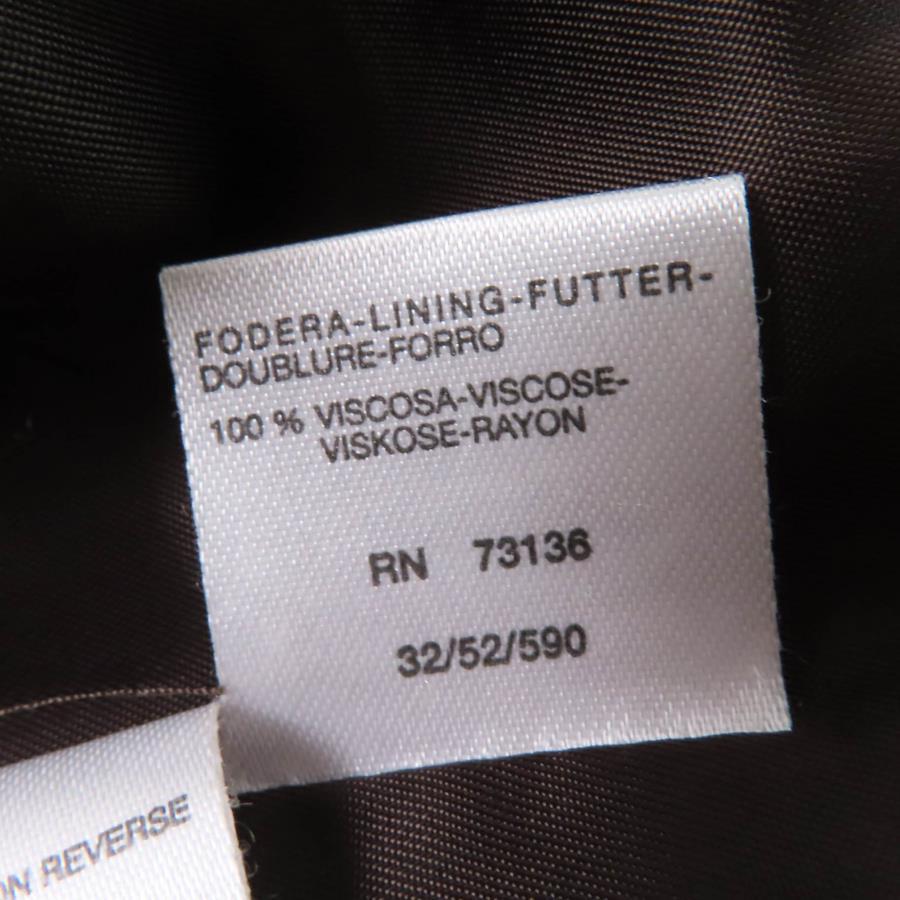 FODERA-LINING-FUTTER-
DOUBLURE-FORRO
100 % VISCOSA-VISCOSE-
VISKOSE-RAYON
RN 73136
32/52/590
ON REVERSE